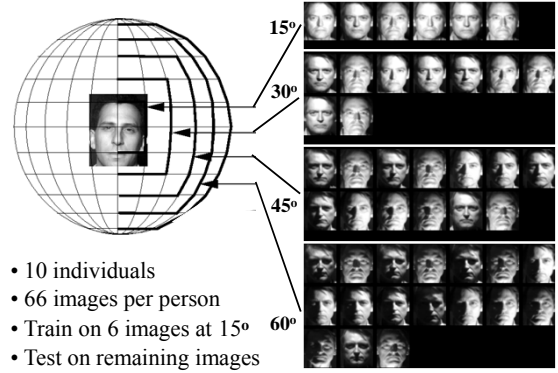 15º
30º
45º
60º
• 10 individuals
• 66 images per person
• Train on 6 images at 15º
• Test on remaining images